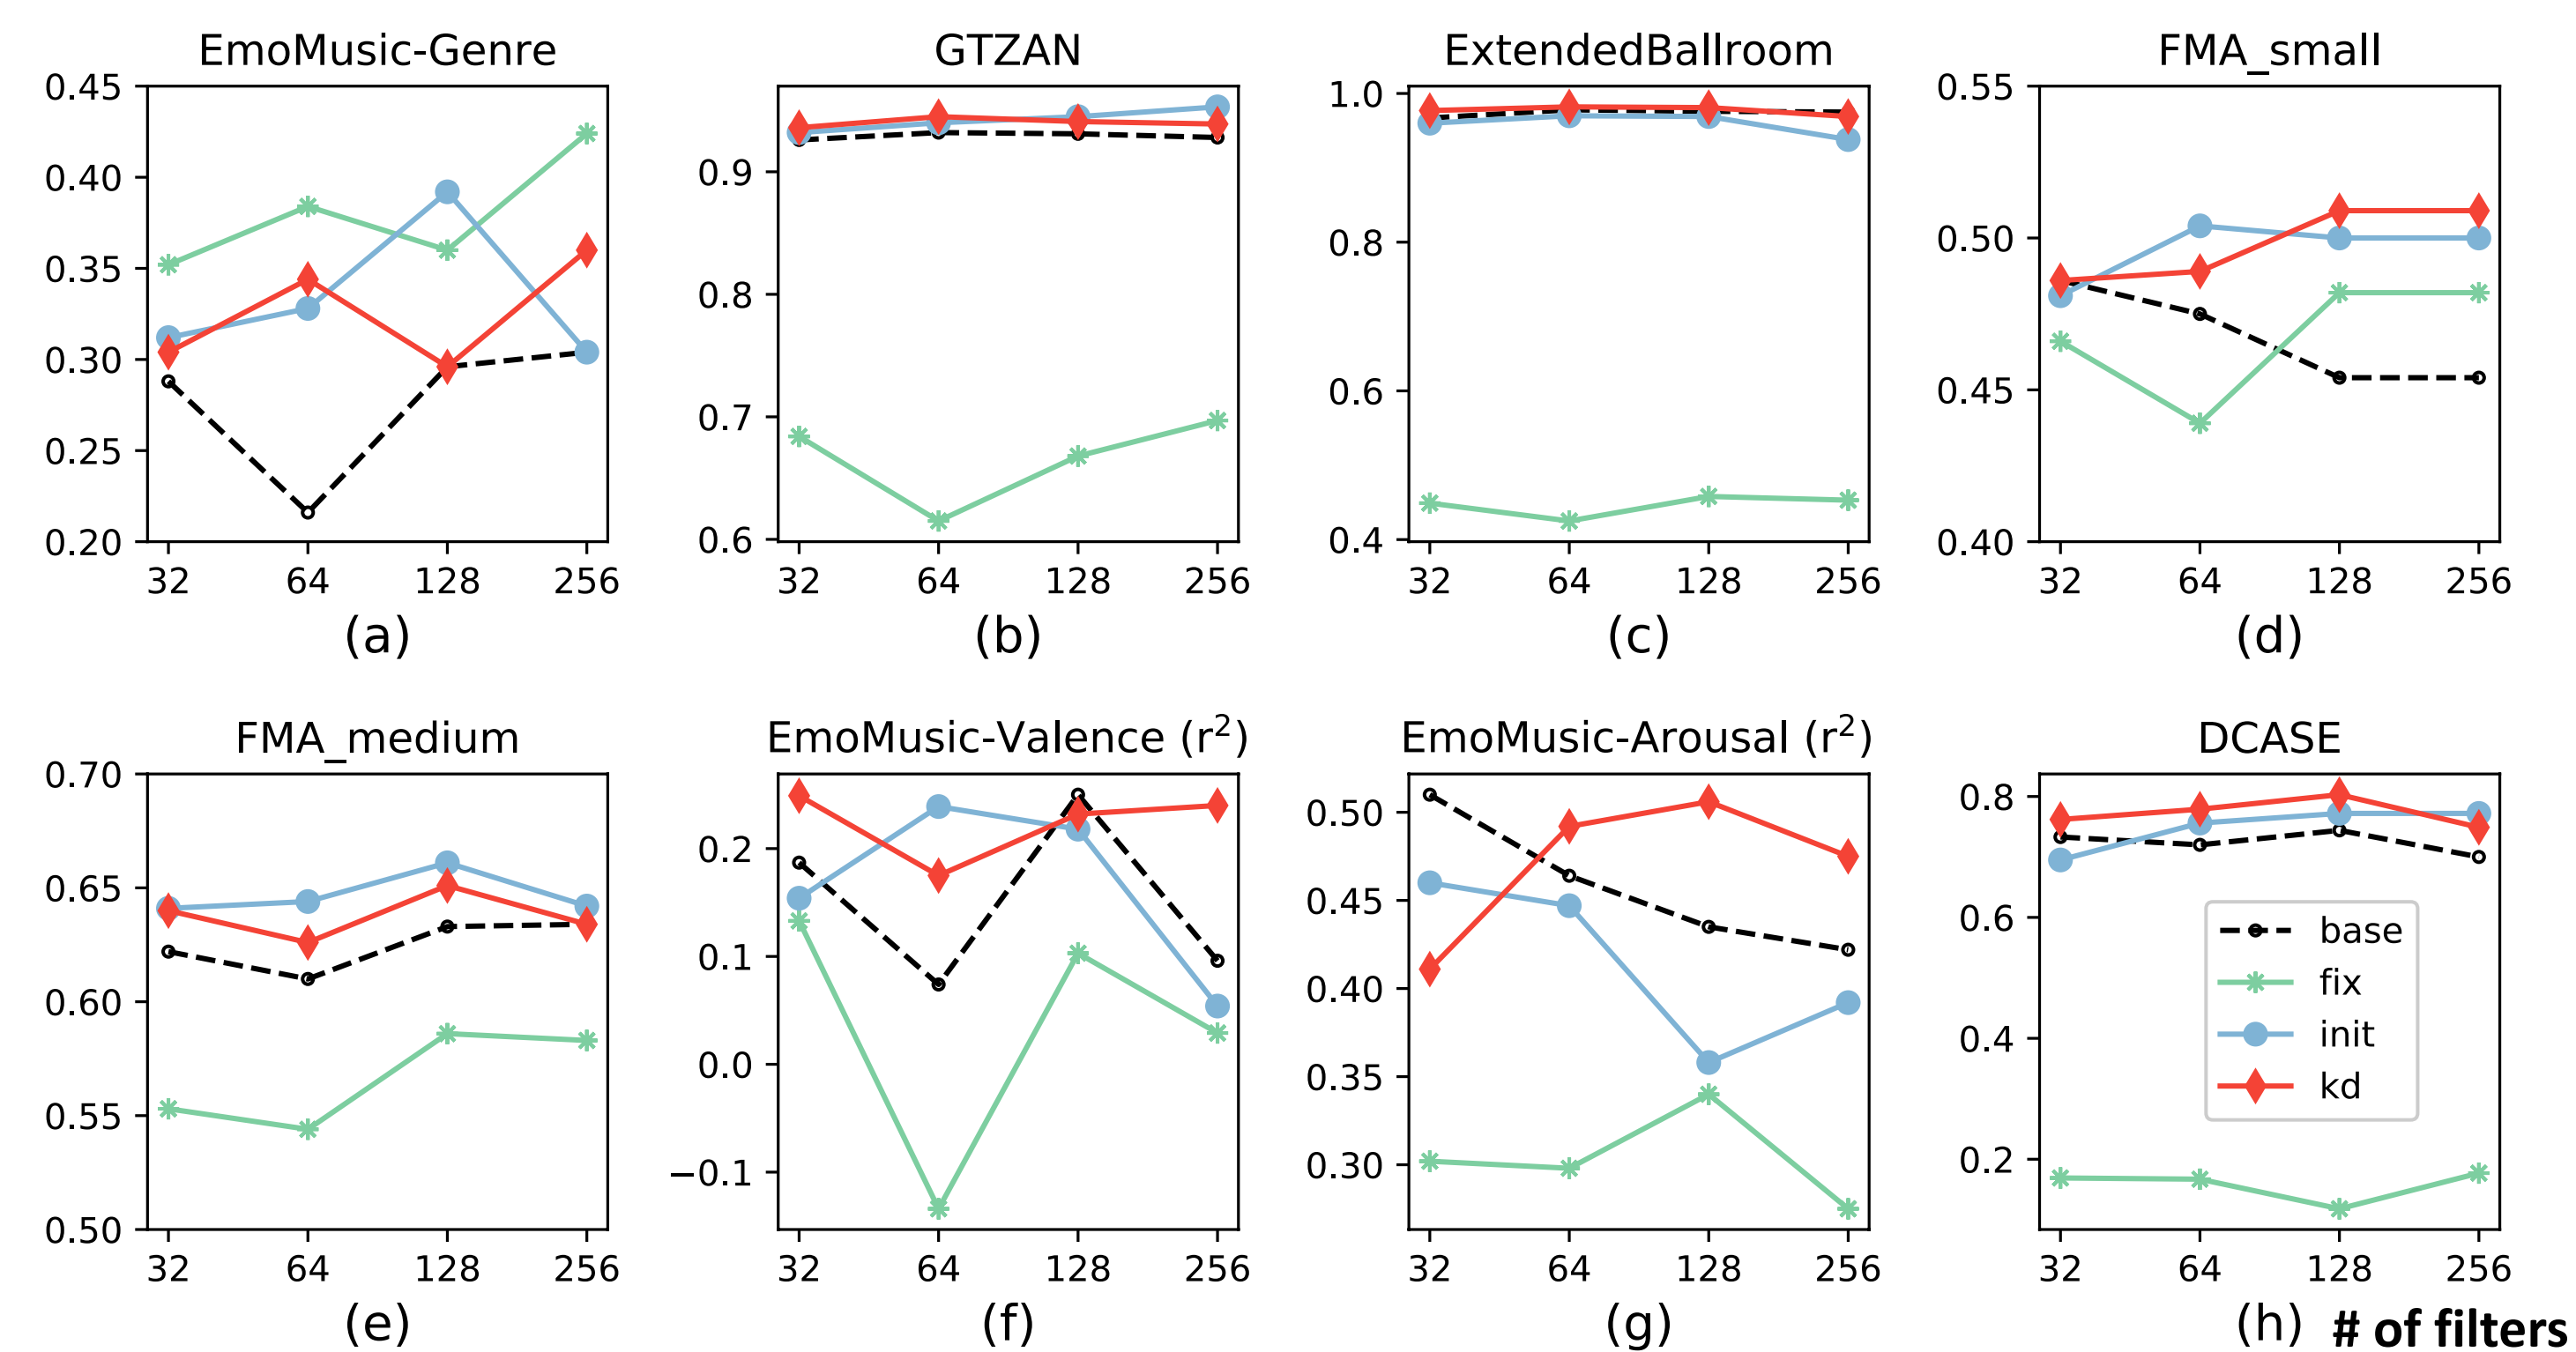 EmoMusic-Genre
0.45
0.40
0.35
0.30
0.25
0.20
32 64 128 256
(a)
GTZAN
0.9
0.8
0.7
0.6
32 64 128 256
(b)
ExtendedBallroom
1.0
0.8
0.6
0.4
32 64 128 256
(c)
FMA_small
0.55
0.50
0.45
0.40
32 64 128 256
(d)
FMA_medium
0.70
0.65
0.60
0.55
0.50
32 64 128 256
(e)
EmoMusic-Valence (r²)
0.2
0.1
0.0
−0.1
32 64 128 256
(f)
EmoMusic-Arousal (r²)
0.50
0.45
0.40
0.35
0.30
32 64 128 256
(g)
DCASE
0.8
0.6
0.4
0.2
base
fix
init
kd
32 64 128 256
(h) # of filters